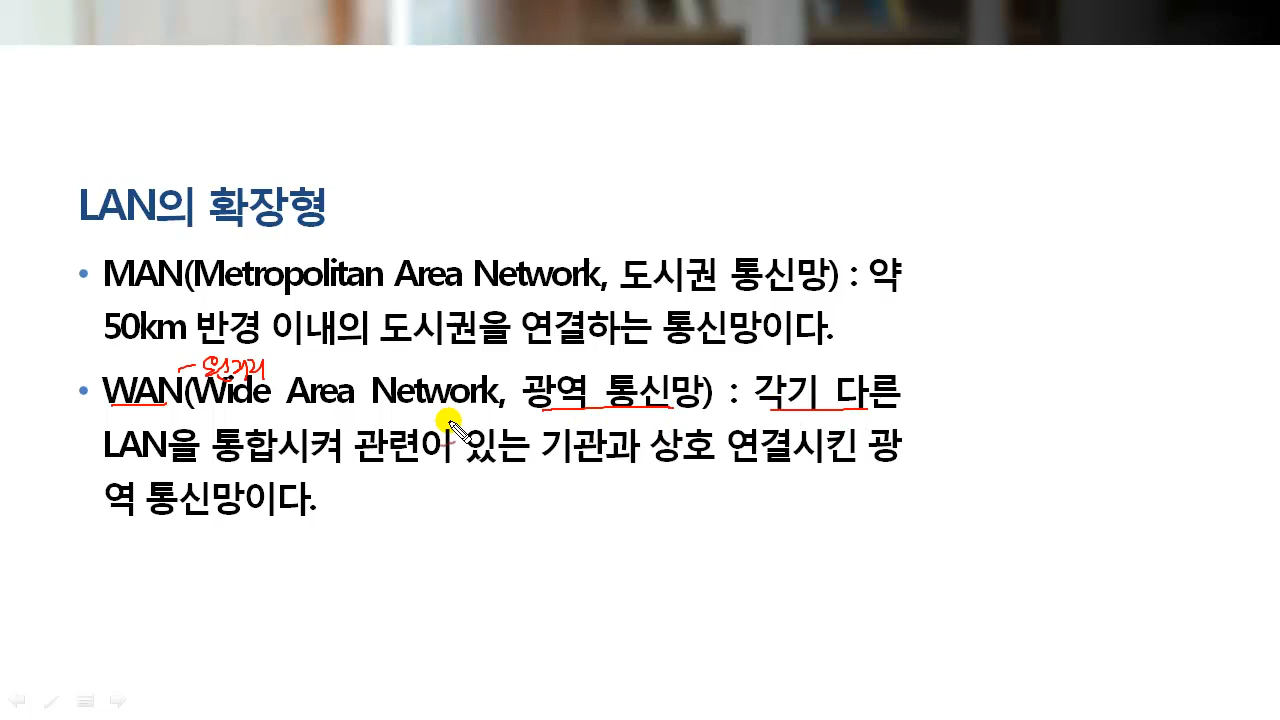 LAN의 확장형
• MAN(Metropolitan Area Network, 도시권 통신망) : 약
50km 반경 이내의 도시권을 연결하는 통신망이다.
- 원거리
• WAN(Wide Area Network, 광역 통신망) : 각기 다른
LAN을 통합시켜 관련이 있는 기관과 상호 연결시킨 광
역 통신망이다.